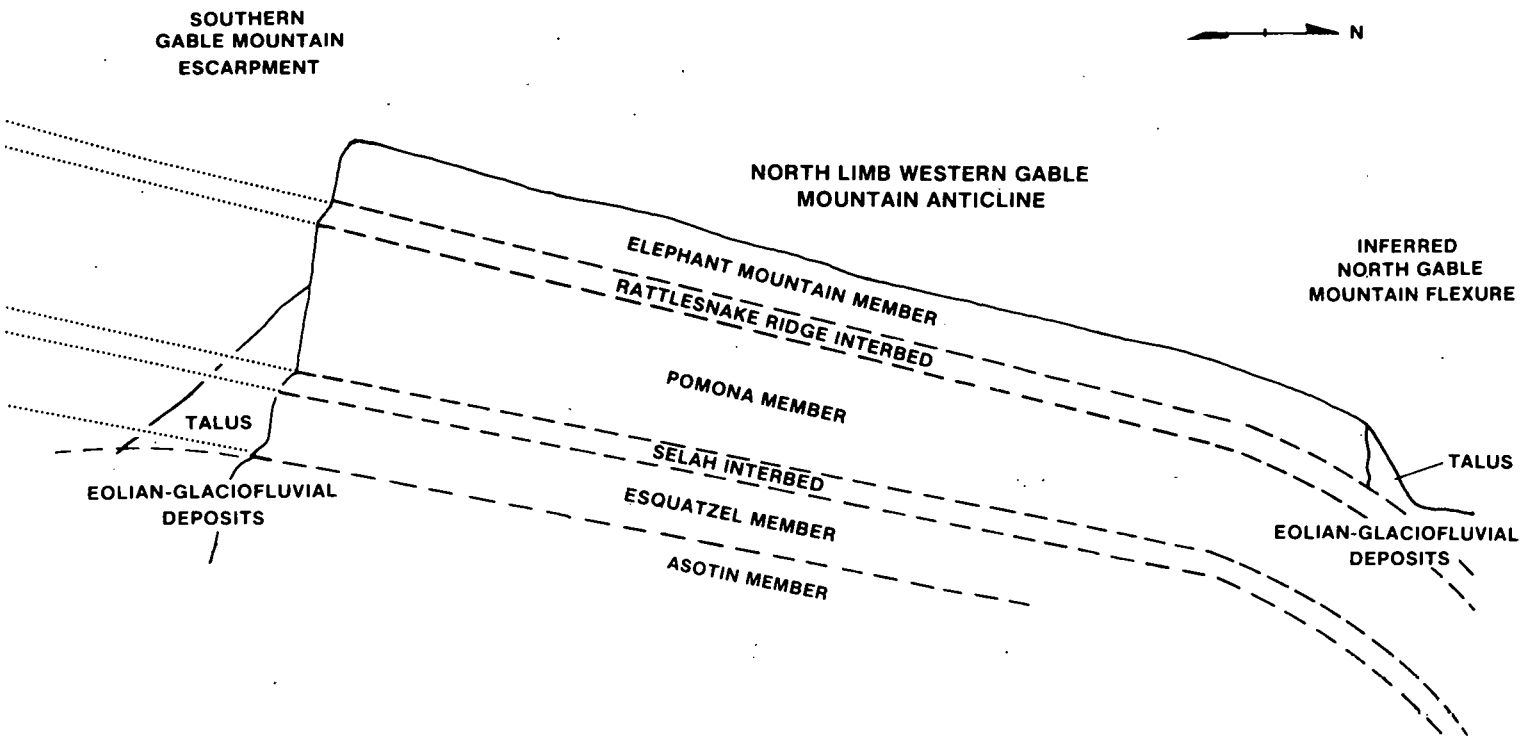 SOUTHERN
GABLE MOUNTAIN
ESCARPMENT
N
NORTH LIMB WESTERN GABLE
MOUNTAIN ANTICLINE
INFERRED
NORTH GABLE
MOUNTAIN FLEXURE
ELEPHANT MOUNTAIN MEMBER
RATTLESNAKE RIDGE INTERBED
POMONA MEMBER
TALUS
SELAH INTERBED
TALUS
EOLIAN-GLACIOFLUVIAL
DEPOSITS
ESQUATZEL MEMBER
EOLIAN-GLACIOFLUVIAL
DEPOSITS
ASOTIN MEMBER